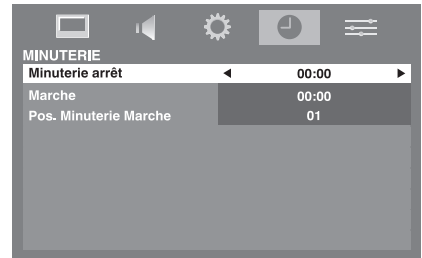 MINUTERIE
Minuterie arrêt ◀ 00:00 ▶
Marche 00:00
Pos. Minuterie Marche 01